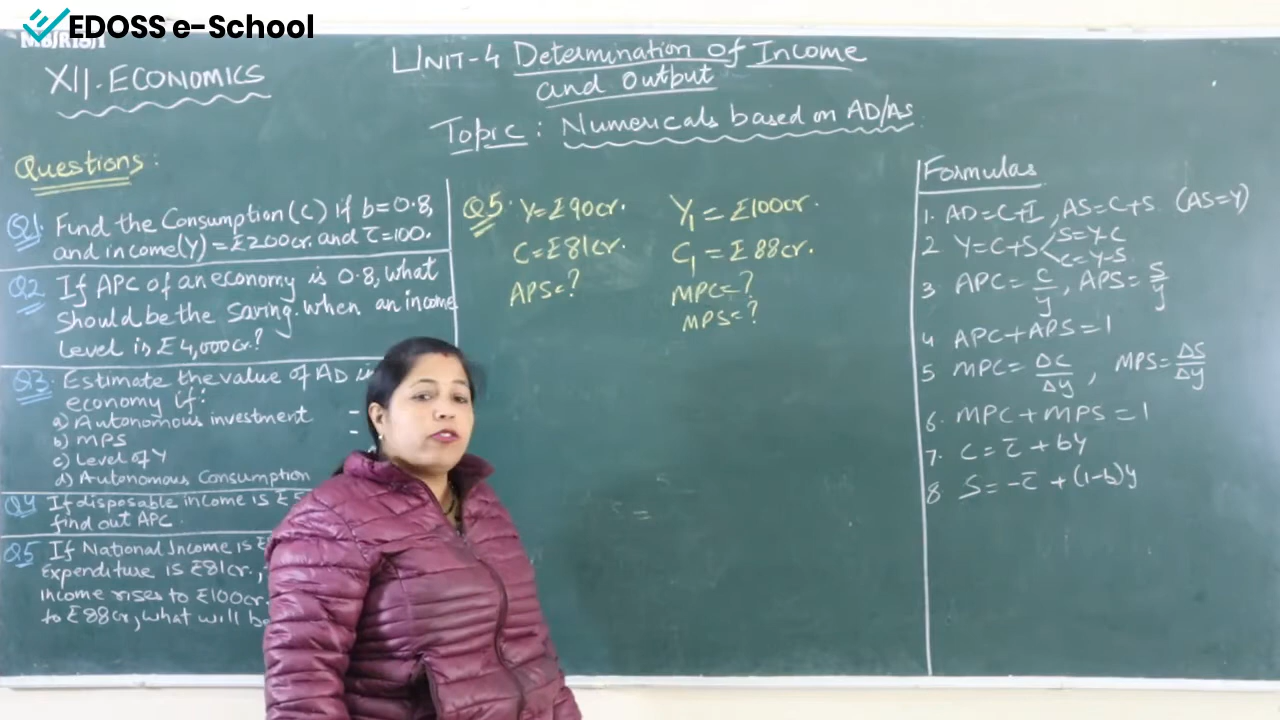 EDOSS e-School
XII. ECONOMICS
UNIT-4 Determination of Income
and Output
Topic: Numericals based on AD/AS
Questions:
Q1 Find the Consumption (C) if b=0.8,
and income (Y) = ₹200cr. and c̄=100.
Q2 If APC of an economy is 0.8, what
should be the saving. when an income
level is ₹4,000cr.?
Q3. Estimate the value of AD in
economy if:
a) Autonomous investment -
b) MPS -
c) Level of Y
d) Autonomous Consumption
Q4 If disposable income is ₹5
find out APC.
Q5 If National Income is ₹
Expenditure is ₹81cr.,
income rises to ₹100cr.
to ₹88cr, what will be
Q5. Y=₹90cr. Y₁=₹100cr.
C=₹81cr. C₁=₹88cr.
APS=? MPC=?
MPS=?
Formulas
1. AD=C+I, AS=C+S (AS=Y)
2 Y=C+S S=Y-C
C=Y-S
3 APC=C/y, APS=S/y
4 APC+APS=1
5 MPC=ΔC/Δy, MPS=ΔS/Δy
6. MPC+MPS=1
7. C=c̄+by
8 S=-c̄+(1-b)y